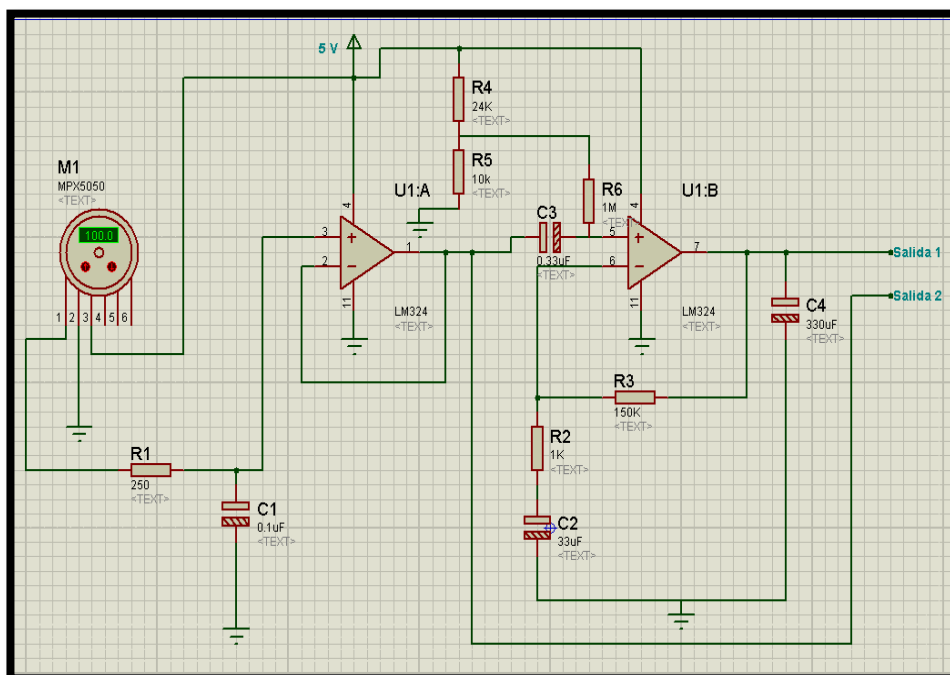 5 V
R4
24K
<TEXT>
R5
10k
<TEXT>
M1
MPX5050
<TEXT>
100.0
1 2 3 4 5 6
U1:A
3
2
1
4
11
LM324
<TEXT>
R6
1M
<TEXT>
C3
0.33uF
<TEXT>
U1:B
5
6
7
4
11
LM324
<TEXT>
Salida 1
Salida 2
C4
330uF
<TEXT>
R3
150K
<TEXT>
R2
1K
<TEXT>
R1
250
<TEXT>
C1
0.1uF
<TEXT>
C2
33uF
<TEXT>